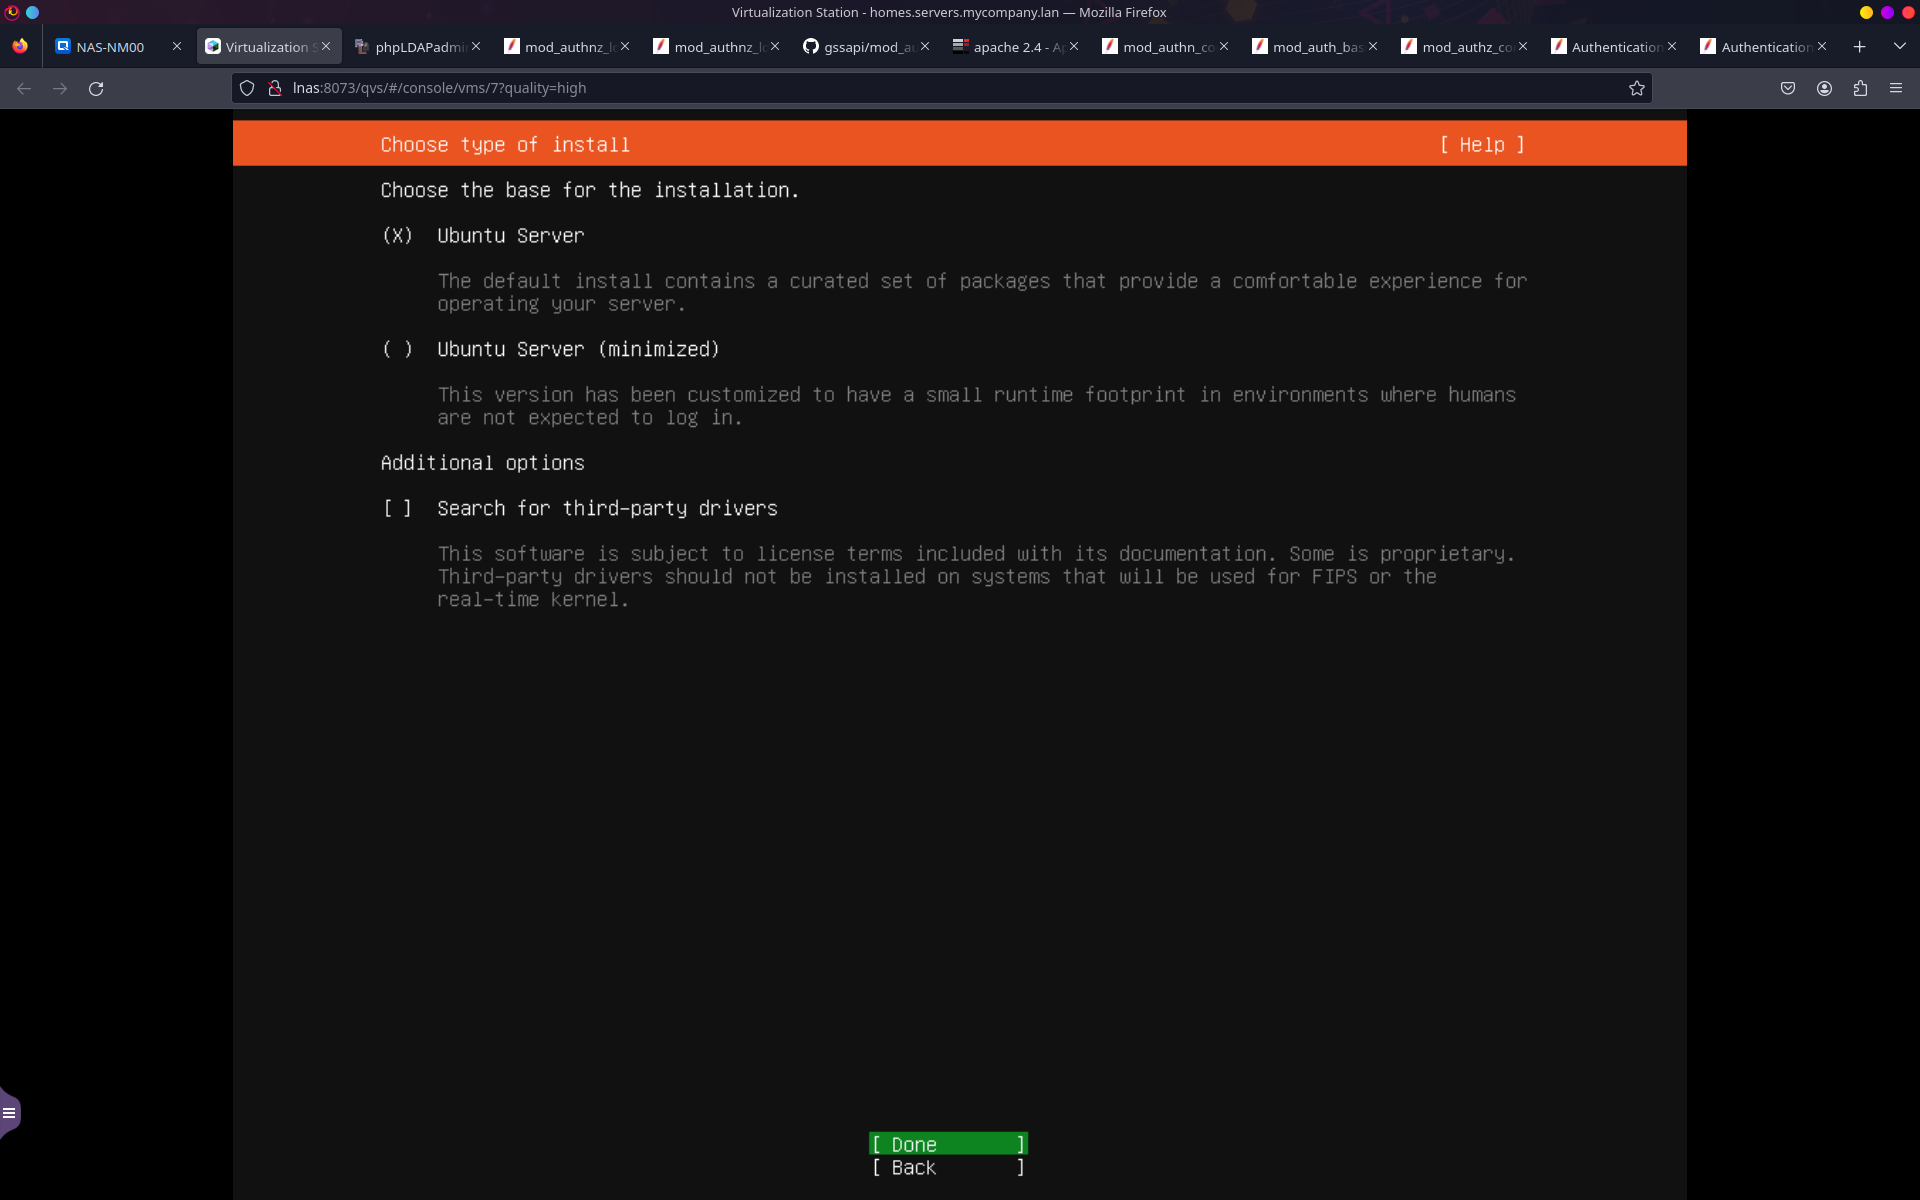 Virtualization Station - homes.servers.mycompany.lan — Mozilla Firefox
NAS-NM00
Virtualization S
phpLDAPadmi
mod_authnz_l
mod_authnz_l
gssapi/mod_au
apache 2.4 - A
mod_authn_co
mod_auth_bas
mod_authz_co
Authentication
Authentication
lnas:8073/qvs/#/console/vms/7?quality=high
Choose type of install [ Help ]
Choose the base for the installation.
(X) Ubuntu Server
The default install contains a curated set of packages that provide a comfortable experience for
operating your server.
( ) Ubuntu Server (minimized)
This version has been customized to have a small runtime footprint in environments where humans
are not expected to log in.
Additional options
[ ] Search for third-party drivers
This software is subject to license terms included with its documentation. Some is proprietary.
Third-party drivers should not be installed on systems that will be used for FIPS or the
real-time kernel.
[ Done ]
[ Back ]